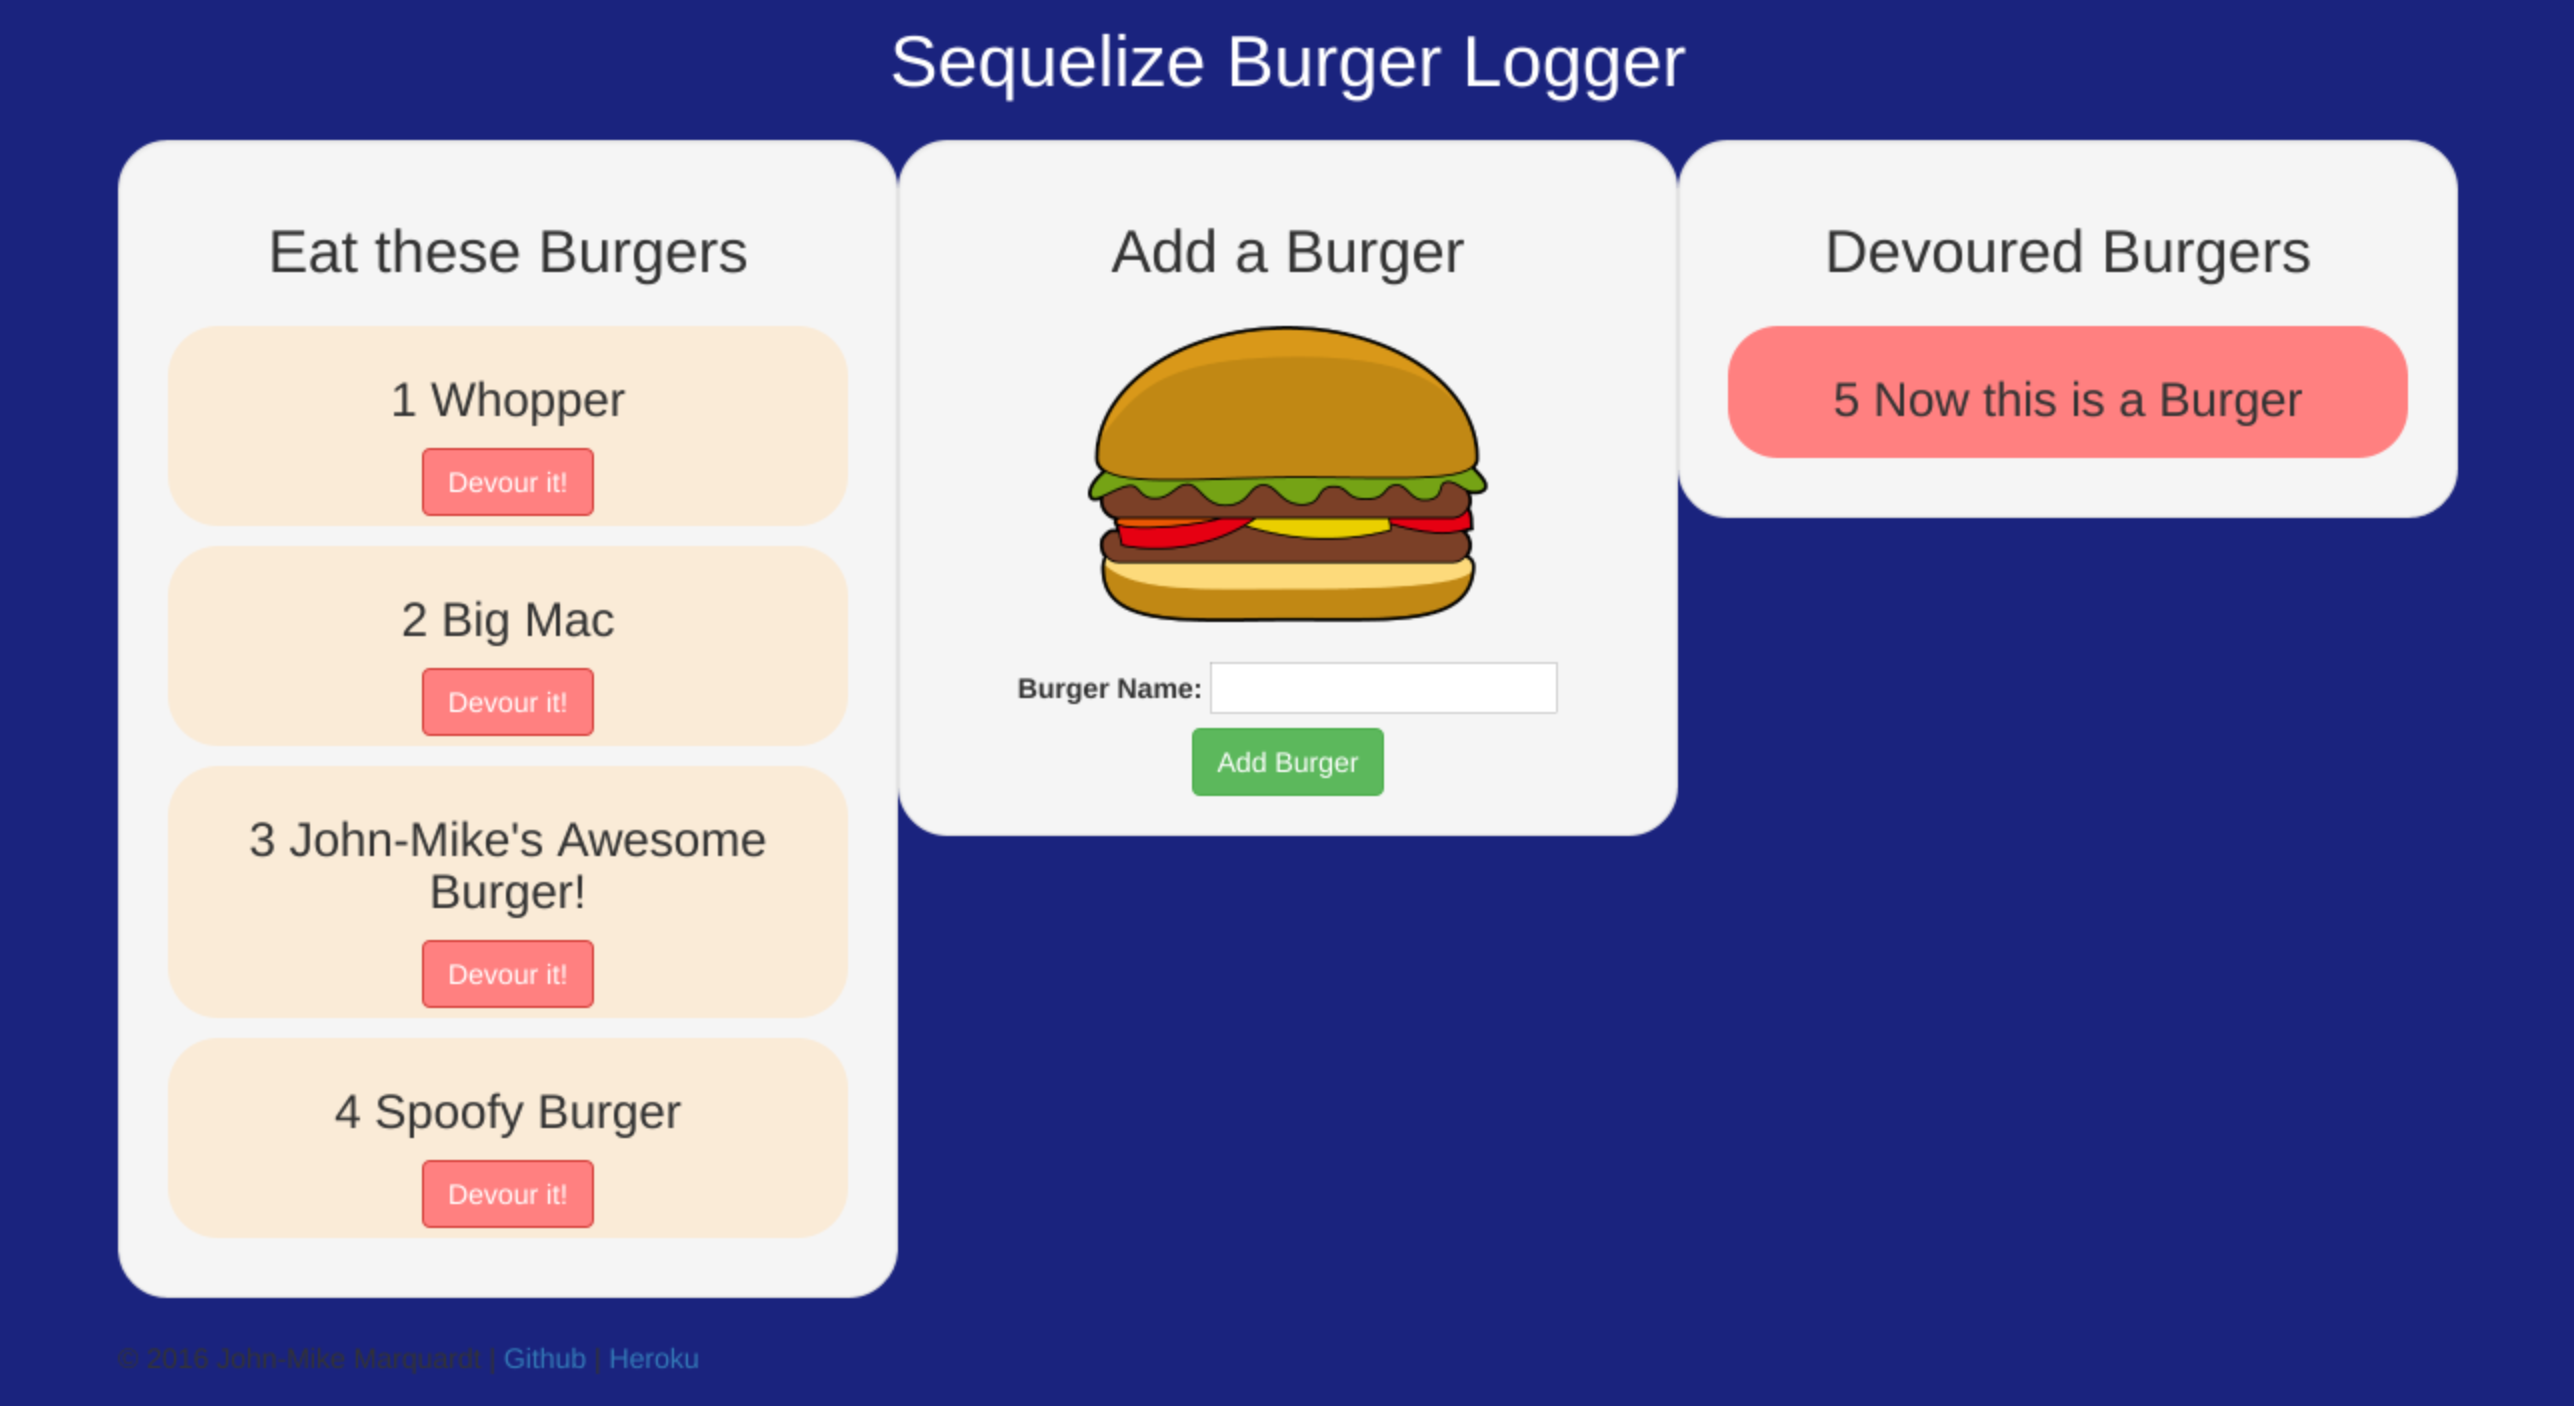 Sequelize Burger Logger
Eat these Burgers
1 Whopper
Devour it!
2 Big Mac
Devour it!
3 John-Mike's Awesome
Burger!
Devour it!
4 Spoofy Burger
Devour it!
Add a Burger
Burger Name:
Add Burger
Devoured Burgers
5 Now this is a Burger
© 2016 John-Mike Marquardt | Github | Heroku